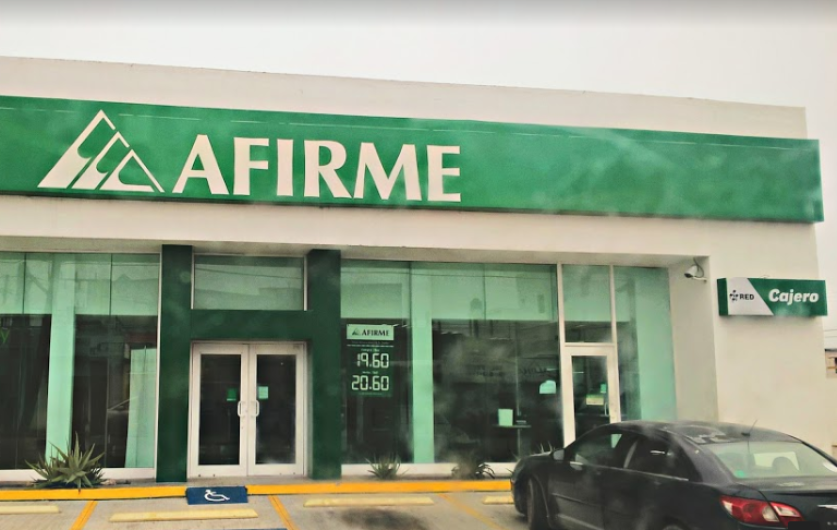 AFIRME
RED Cajero
AFIRME
19.60
20.60